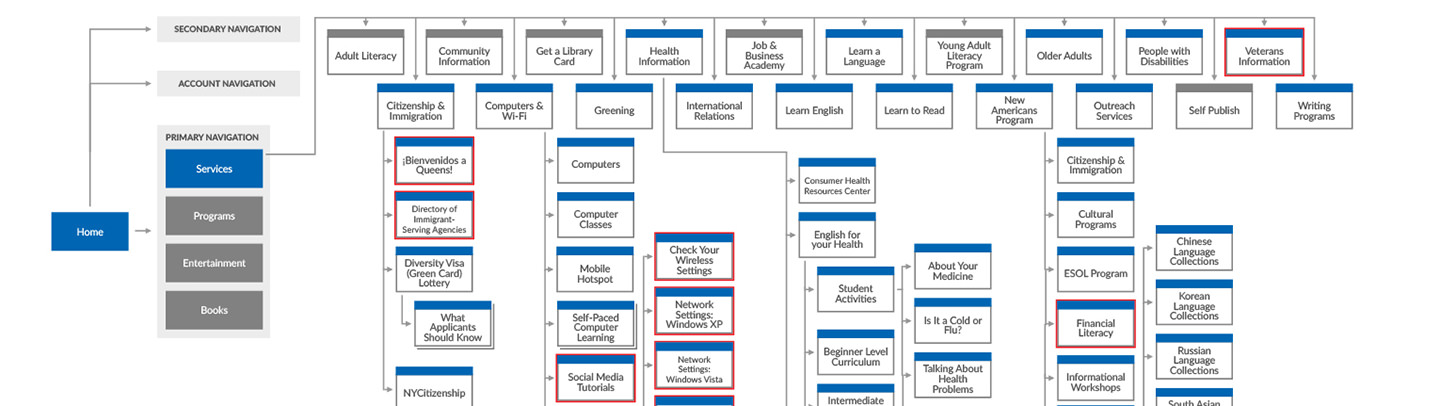 SECONDARY NAVIGATION
ACCOUNT NAVIGATION
PRIMARY NAVIGATION
Services
Programs
Entertainment
Books
Home
Adult Literacy
Community
Information
Get a Library
Card
Health
Information
Job &
Business
Academy
Learn a
Language
Young Adult
Literacy
Program
Older Adults
People with
Disabilities
Veterans
Information
Citizenship &
Immigration
Computers &
Wi-Fi
Greening
International
Relations
Learn English
Learn to Read
New
Americans
Program
Outreach
Services
Self Publish
Writing
Programs
¡Bienvenidos a
Queens!
Directory of
Immigrant-
Serving Agencies
Diversity Visa
(Green Card)
Lottery
What
Applicants
Should Know
NYCitizenship
Computers
Computer
Classes
Mobile
Hotspot
Self-Paced
Computer
Learning
Social Media
Tutorials
Check Your
Wireless
Settings
Network
Settings:
Windows XP
Network
Settings:
Windows Vista
Consumer Health
Resources Center
English for
your Health
Student
Activities
Beginner Level
Curriculum
Intermediate
About Your
Medicine
Is It a Cold or
Flu?
Talking About
Health
Problems
Citizenship &
Immigration
Cultural
Programs
ESOL Program
Financial
Literacy
Informational
Workshops
Chinese
Language
Collections
Korean
Language
Collections
Russian
Language
Collections
South Asian